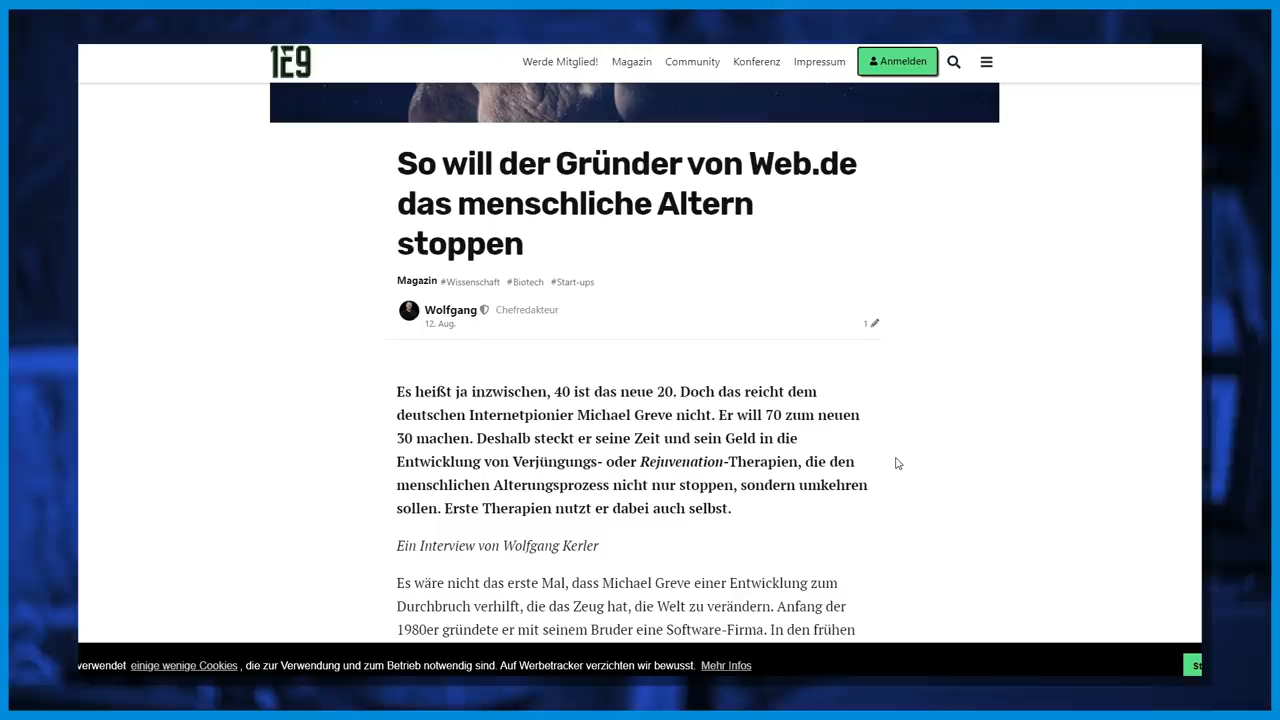 1E9
Werde Mitglied! Magazin Community Konferenz Impressum Anmelden
So will der Gründer von Web.de
das menschliche Altern
stoppen
Magazin #Wissenschaft #Biotech #Start-ups
Wolfgang Chefredakteur
12. Aug.
1
Es heißt ja inzwischen, 40 ist das neue 20. Doch das reicht dem
deutschen Internetpionier Michael Greve nicht. Er will 70 zum neuen
30 machen. Deshalb steckt er seine Zeit und sein Geld in die
Entwicklung von Verjüngungs- oder Rejuvenation-Therapien, die den
menschlichen Alterungsprozess nicht nur stoppen, sondern umkehren
sollen. Erste Therapien nutzt er dabei auch selbst.
Ein Interview von Wolfgang Kerler
Es wäre nicht das erste Mal, dass Michael Greve einer Entwicklung zum
Durchbruch verhilft, die das Zeug hat, die Welt zu verändern. Anfang der
1980er gründete er mit seinem Bruder eine Software-Firma. In den frühen
verwendet einige wenige Cookies , die zur Verwendung und zum Betrieb notwendig sind. Auf Werbetracker verzichten wir bewusst. Mehr Infos
St